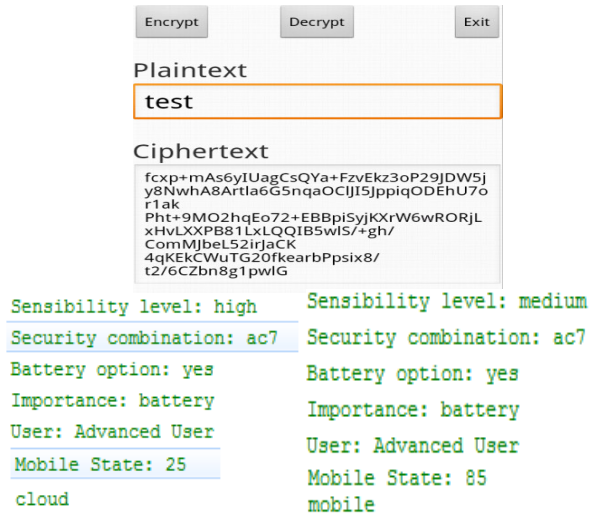 Encrypt Decrypt Exit
Plaintext
test
Ciphertext
fcxp+mAs6yIUagCsQYa+FzvEkz3oP29JDW5j
y8NwhA8Artla6G5nqaOClJI5JppiqODEhU7o
r1ak
Pht+9MO2hqEo72+EBBpiSyjKXrW6wRORjL
xHvLXXPB81LxLQQIB5wlS/+gh/
ComMJbeL52irJaCK
4qKEkCWuTG20fkearbPpsix8/
t2/6CZbn8g1pwlG
Sensibility level: high
Security combination: ac7
Battery option: yes
Importance: battery
User: Advanced User
Mobile State: 25
cloud
Sensibility level: medium
Security combination: ac7
Battery option: yes
Importance: battery
User: Advanced User
Mobile State: 85
mobile